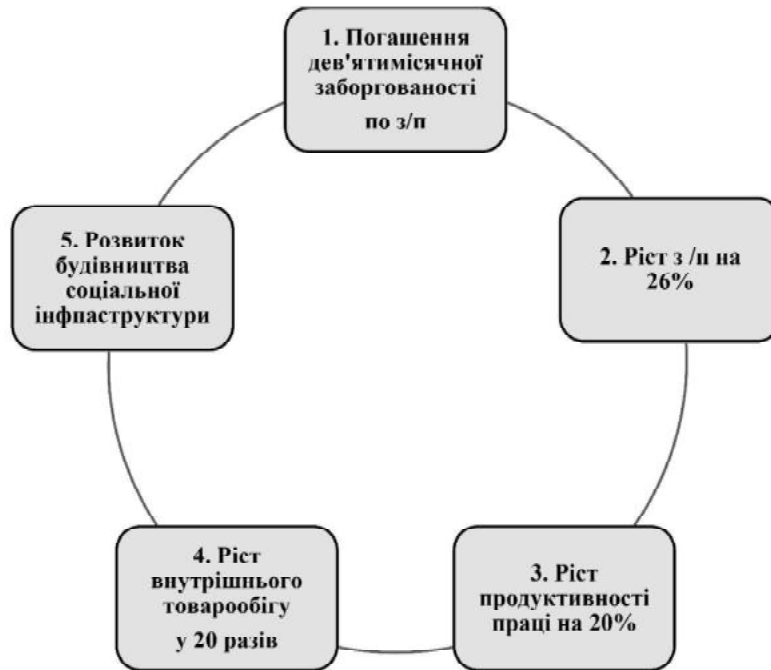 1. Погашення
дев'ятимісячної
заборгованості
по з/п
2. Ріст з /п на
26%
3. Ріст
продуктивності
праці на 20%
4. Ріст
внутрішнього
товарообігу
у 20 разів
5. Розвиток
будівництва
соціальної
інфпаструктури